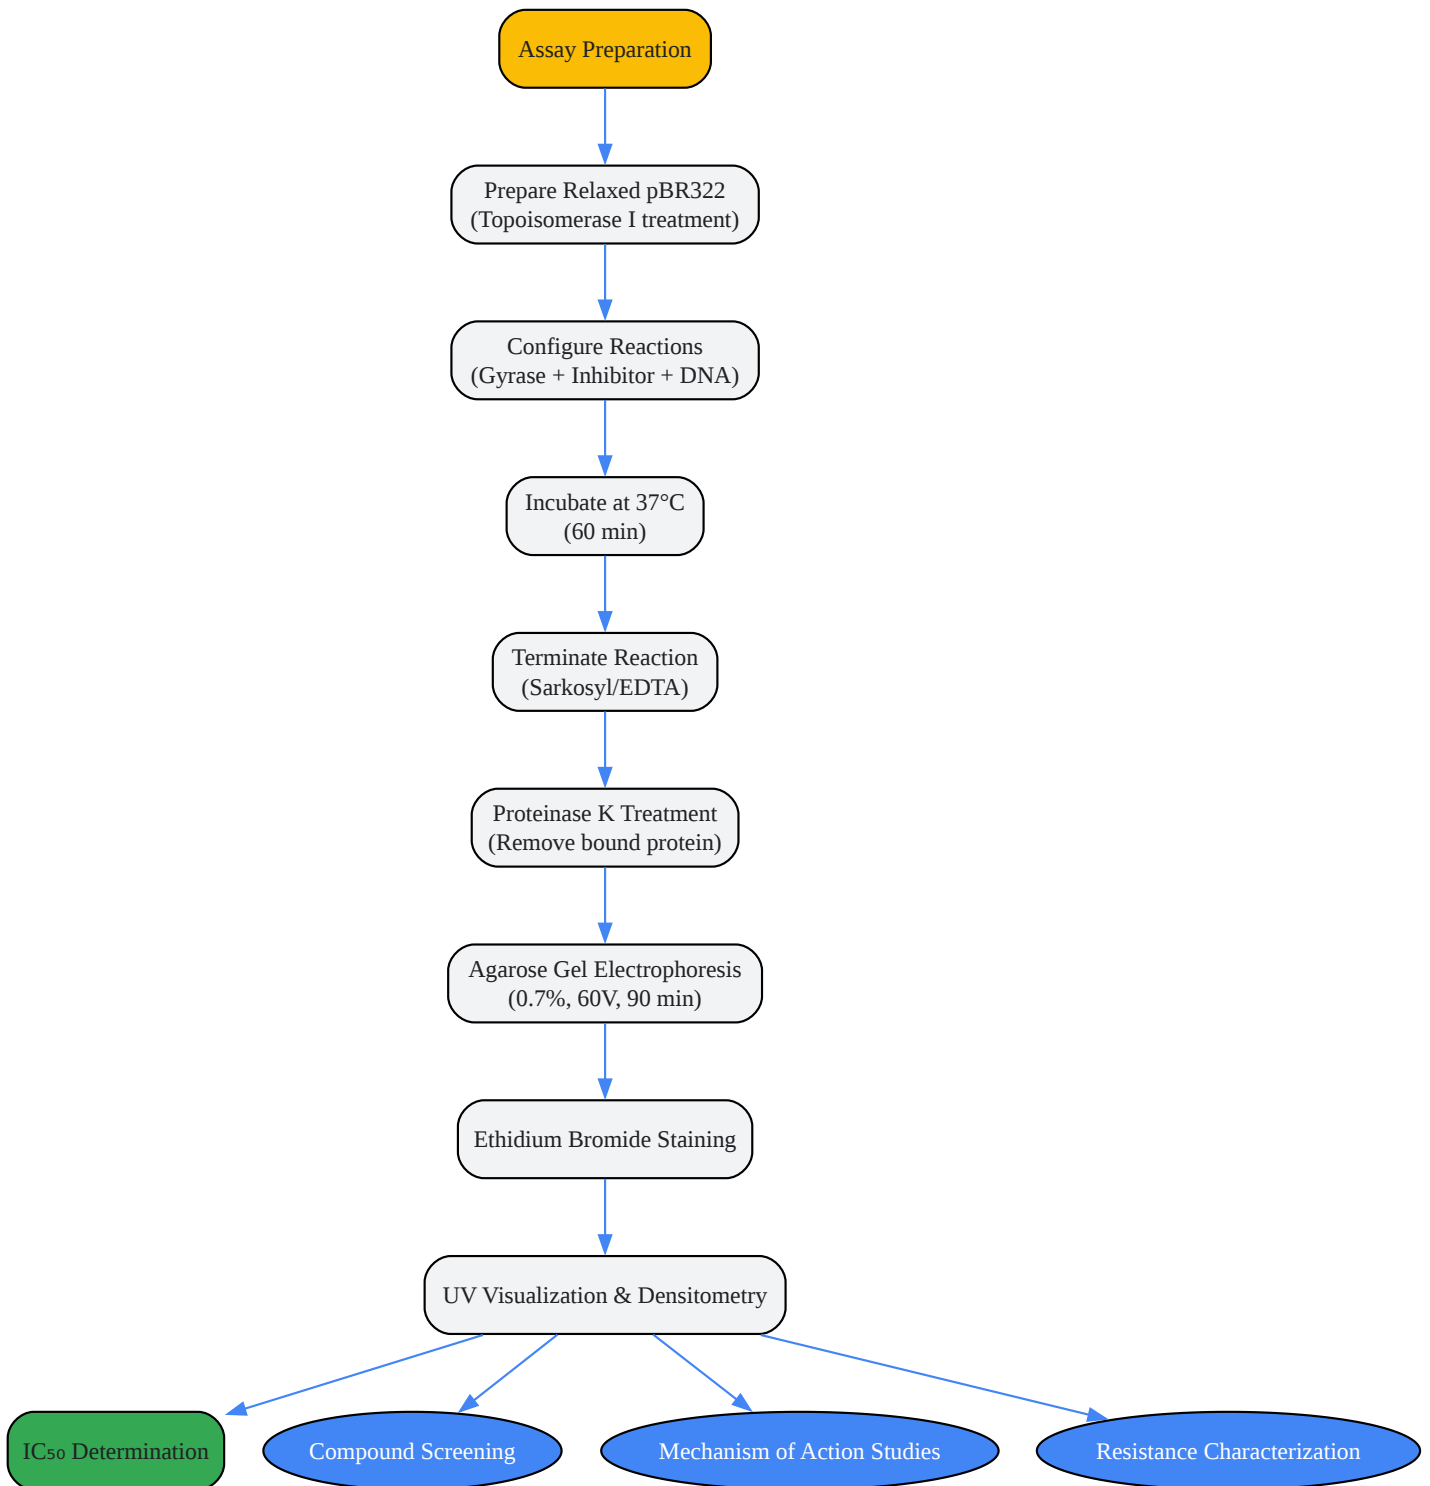 Assay Preparation
Prepare Relaxed pBR322
(Topoisomerase I treatment)
Configure Reactions
(Gyrase + Inhibitor + DNA)
Incubate at 37°C
(60 min)
Terminate Reaction
(Sarkosyl/EDTA)
Proteinase K Treatment
(Remove bound protein)
Agarose Gel Electrophoresis
(0.7%, 60V, 90 min)
Ethidium Bromide Staining
UV Visualization & Densitometry
IC₅₀ Determination
Compound Screening
Mechanism of Action Studies
Resistance Characterization